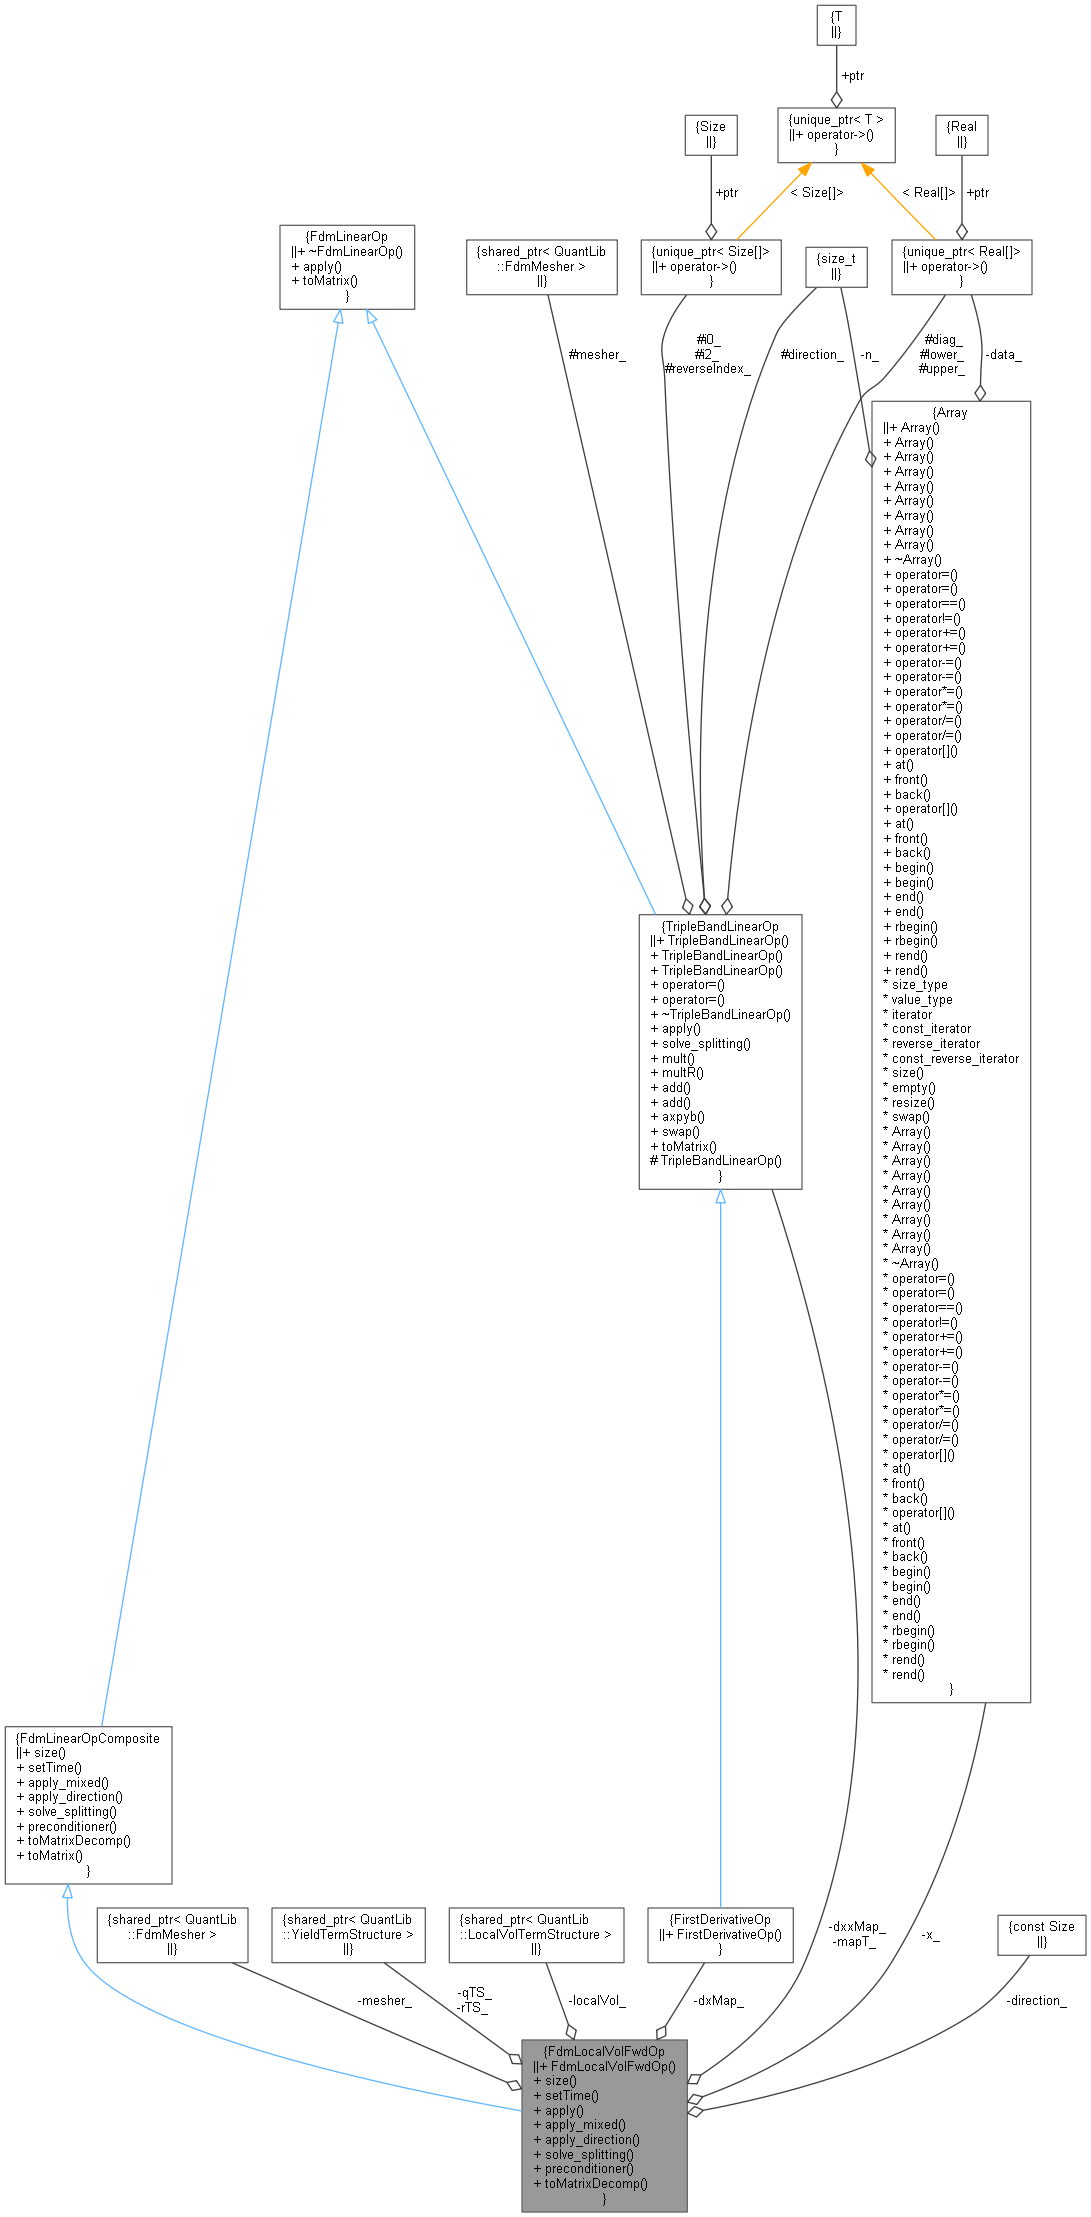 {T
||}
+ptr
{unique_ptr< T >
||+ operator->()
}
{Size
||}
{Real
||}
+ptr
< Size[]>
< Real[]>
+ptr
{FdmLinearOp
||+ ~FdmLinearOp()
+ apply()
+ toMatrix()
}
{shared_ptr< QuantLib
::FdmMesher >
||}
{unique_ptr< Size[]>
||+ operator->()
}
{size_t
||}
{unique_ptr< Real[]>
||+ operator->()
}
#mesher_
#i0_
#i2_
#reverseIndex_
#direction_
-n_
#diag_
#lower_
#upper_
-data_
{Array
||+ Array()
+ Array()
+ Array()
+ Array()
+ Array()
+ Array()
+ Array()
+ Array()
+ Array()
+ ~Array()
+ operator=()
+ operator=()
+ operator==()
+ operator!=()
+ operator+=()
+ operator+=()
+ operator-=()
+ operator-=()
+ operator*=()
+ operator*=()
+ operator/=()
+ operator/=()
+ operator[]()
+ at()
+ front()
+ back()
+ operator[]()
+ at()
+ front()
+ back()
+ begin()
+ begin()
+ end()
+ end()
+ rbegin()
+ rbegin()
+ rend()
+ rend()
* size_type
* value_type
* iterator
* const_iterator
* reverse_iterator
* const_reverse_iterator
* size()
* empty()
* resize()
* swap()
* Array()
* Array()
* Array()
* Array()
* Array()
* Array()
* Array()
* Array()
* Array()
* ~Array()
* operator=()
* operator=()
* operator==()
* operator!=()
* operator+=()
* operator+=()
* operator-=()
* operator-=()
* operator*=()
* operator*=()
* operator/=()
* operator/=()
* operator[]()
* at()
* front()
* back()
* operator[]()
* at()
* front()
* back()
* begin()
* begin()
* end()
* end()
* rbegin()
* rbegin()
* rend()
* rend()
}
{TripleBandLinearOp
||+ TripleBandLinearOp()
+ TripleBandLinearOp()
+ TripleBandLinearOp()
+ operator=()
+ operator=()
+ ~TripleBandLinearOp()
+ apply()
+ solve_splitting()
+ mult()
+ multR()
+ add()
+ add()
+ axpyb()
+ swap()
+ toMatrix()
# TripleBandLinearOp()
}
{FdmLinearOpComposite
||+ size()
+ setTime()
+ apply_mixed()
+ apply_direction()
+ solve_splitting()
+ preconditioner()
+ toMatrixDecomp()
+ toMatrix()
}
{shared_ptr< QuantLib
::FdmMesher >
||}
{shared_ptr< QuantLib
::YieldTermStructure >
||}
{shared_ptr< QuantLib
::LocalVolTermStructure >
||}
{FirstDerivativeOp
||+ FirstDerivativeOp()
}
-dxxMap_
-mapT_
-x_
{const Size
||}
-mesher_
-qTS_
-rTS_
-localVol_
-dxMap_
-direction_
{FdmLocalVolFwdOp
||+ FdmLocalVolFwdOp()
+ size()
+ setTime()
+ apply()
+ apply_mixed()
+ apply_direction()
+ solve_splitting()
+ preconditioner()
+ toMatrixDecomp()
}